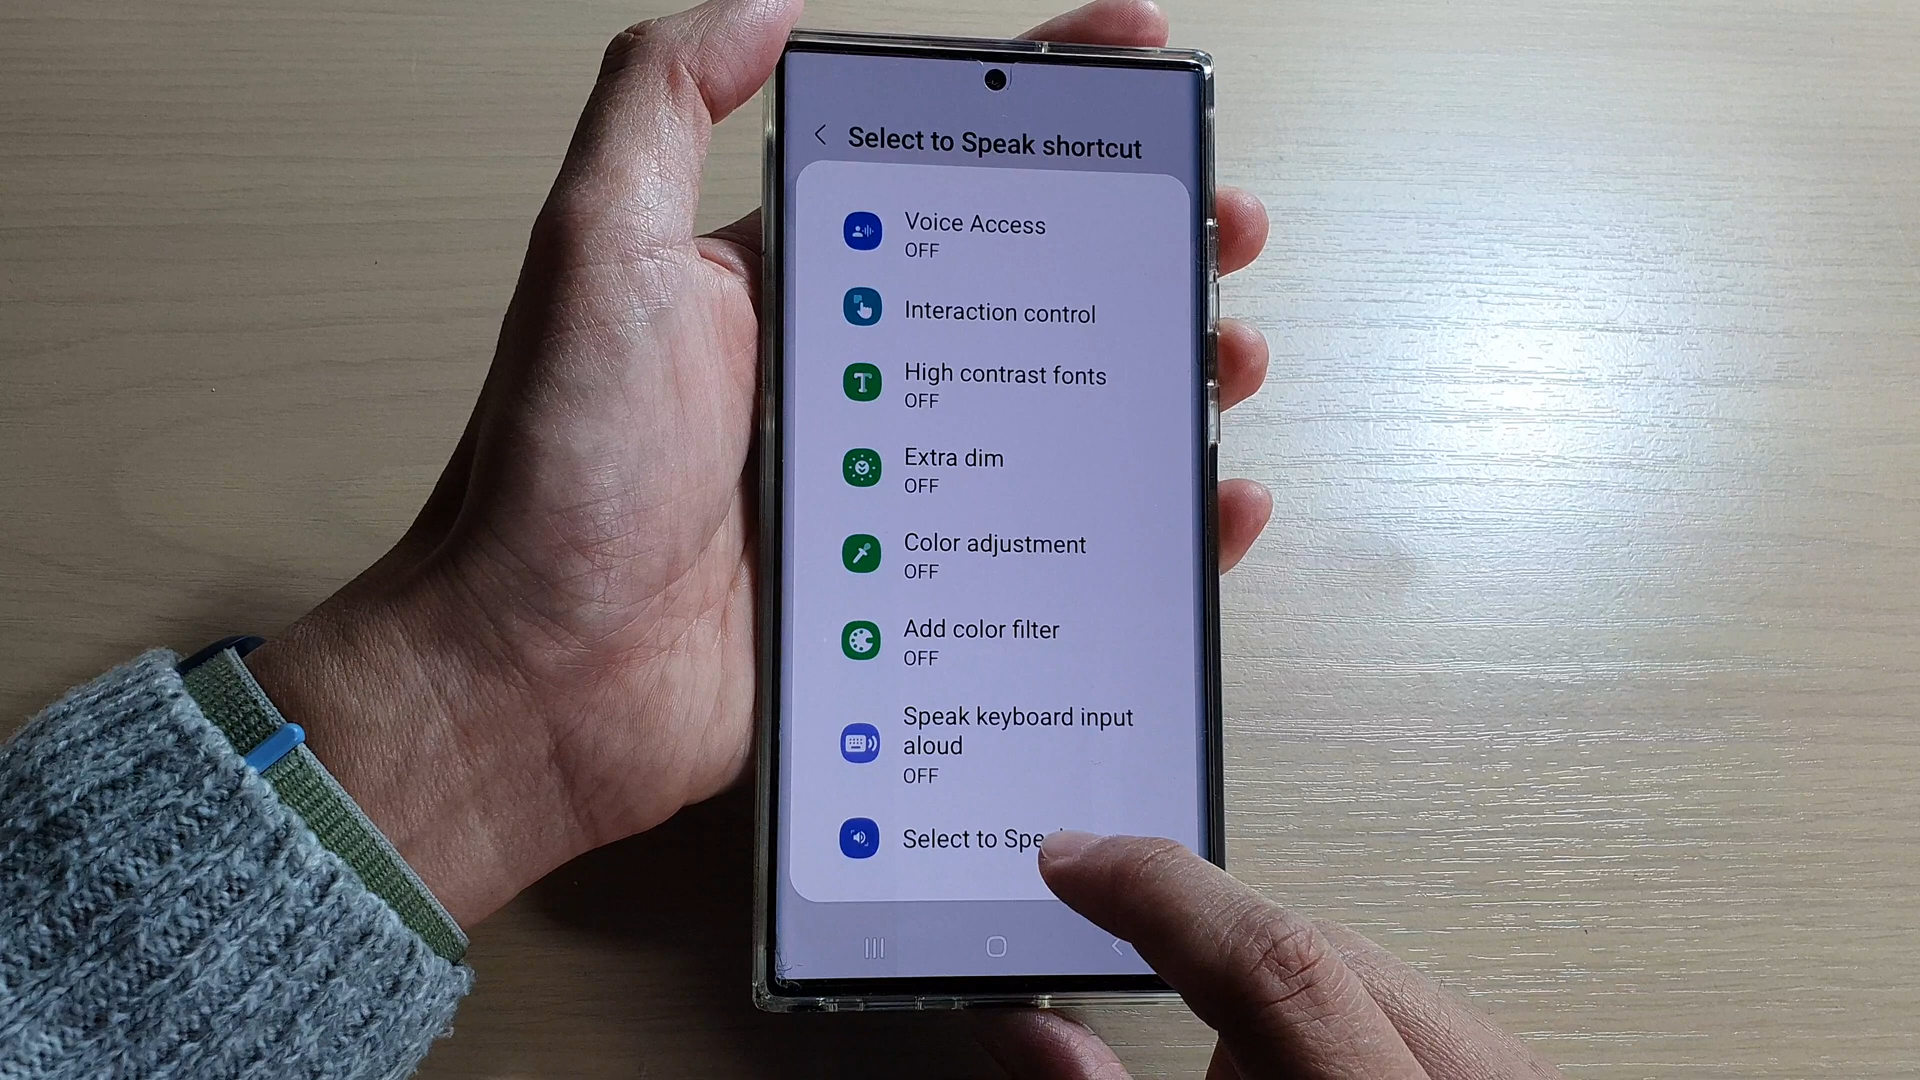 Select to Speak shortcut
Voice Access
OFF
Interaction control
High contrast fonts
OFF
Extra dim
OFF
Color adjustment
OFF
Add color filter
OFF
Speak keyboard input
aloud
OFF
Select to Spe